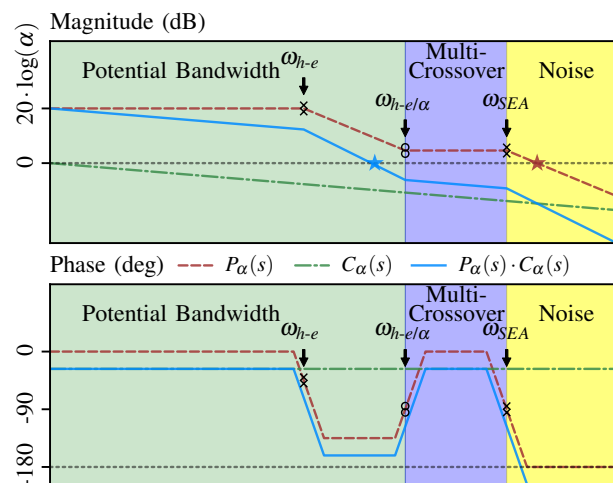 Magnitude (dB)
Potential Bandwidth
Multi-
Crossover
Noise
ω_{h-e}
ω_{h-e/α}
ω_{SEA}
20·log(α)
0
Phase (deg)
P_α(s)
C_α(s)
P_α(s)·C_α(s)
Potential Bandwidth
Multi-
Crossover
Noise
ω_{h-e}
ω_{h-e/α}
ω_{SEA}
0
-90
-180